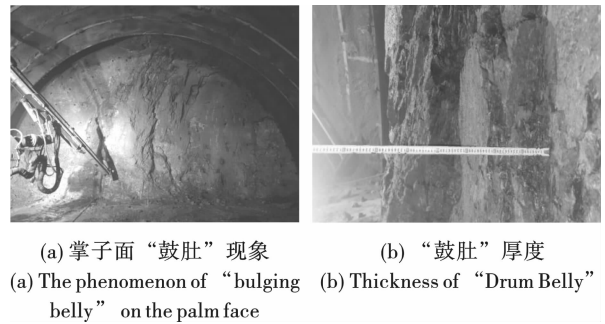 (a) 掌子面“鼓肚”现象
(a) The phenomenon of “bulging
belly” on the palm face
(b) “鼓肚”厚度
(b) Thickness of “Drum Belly”